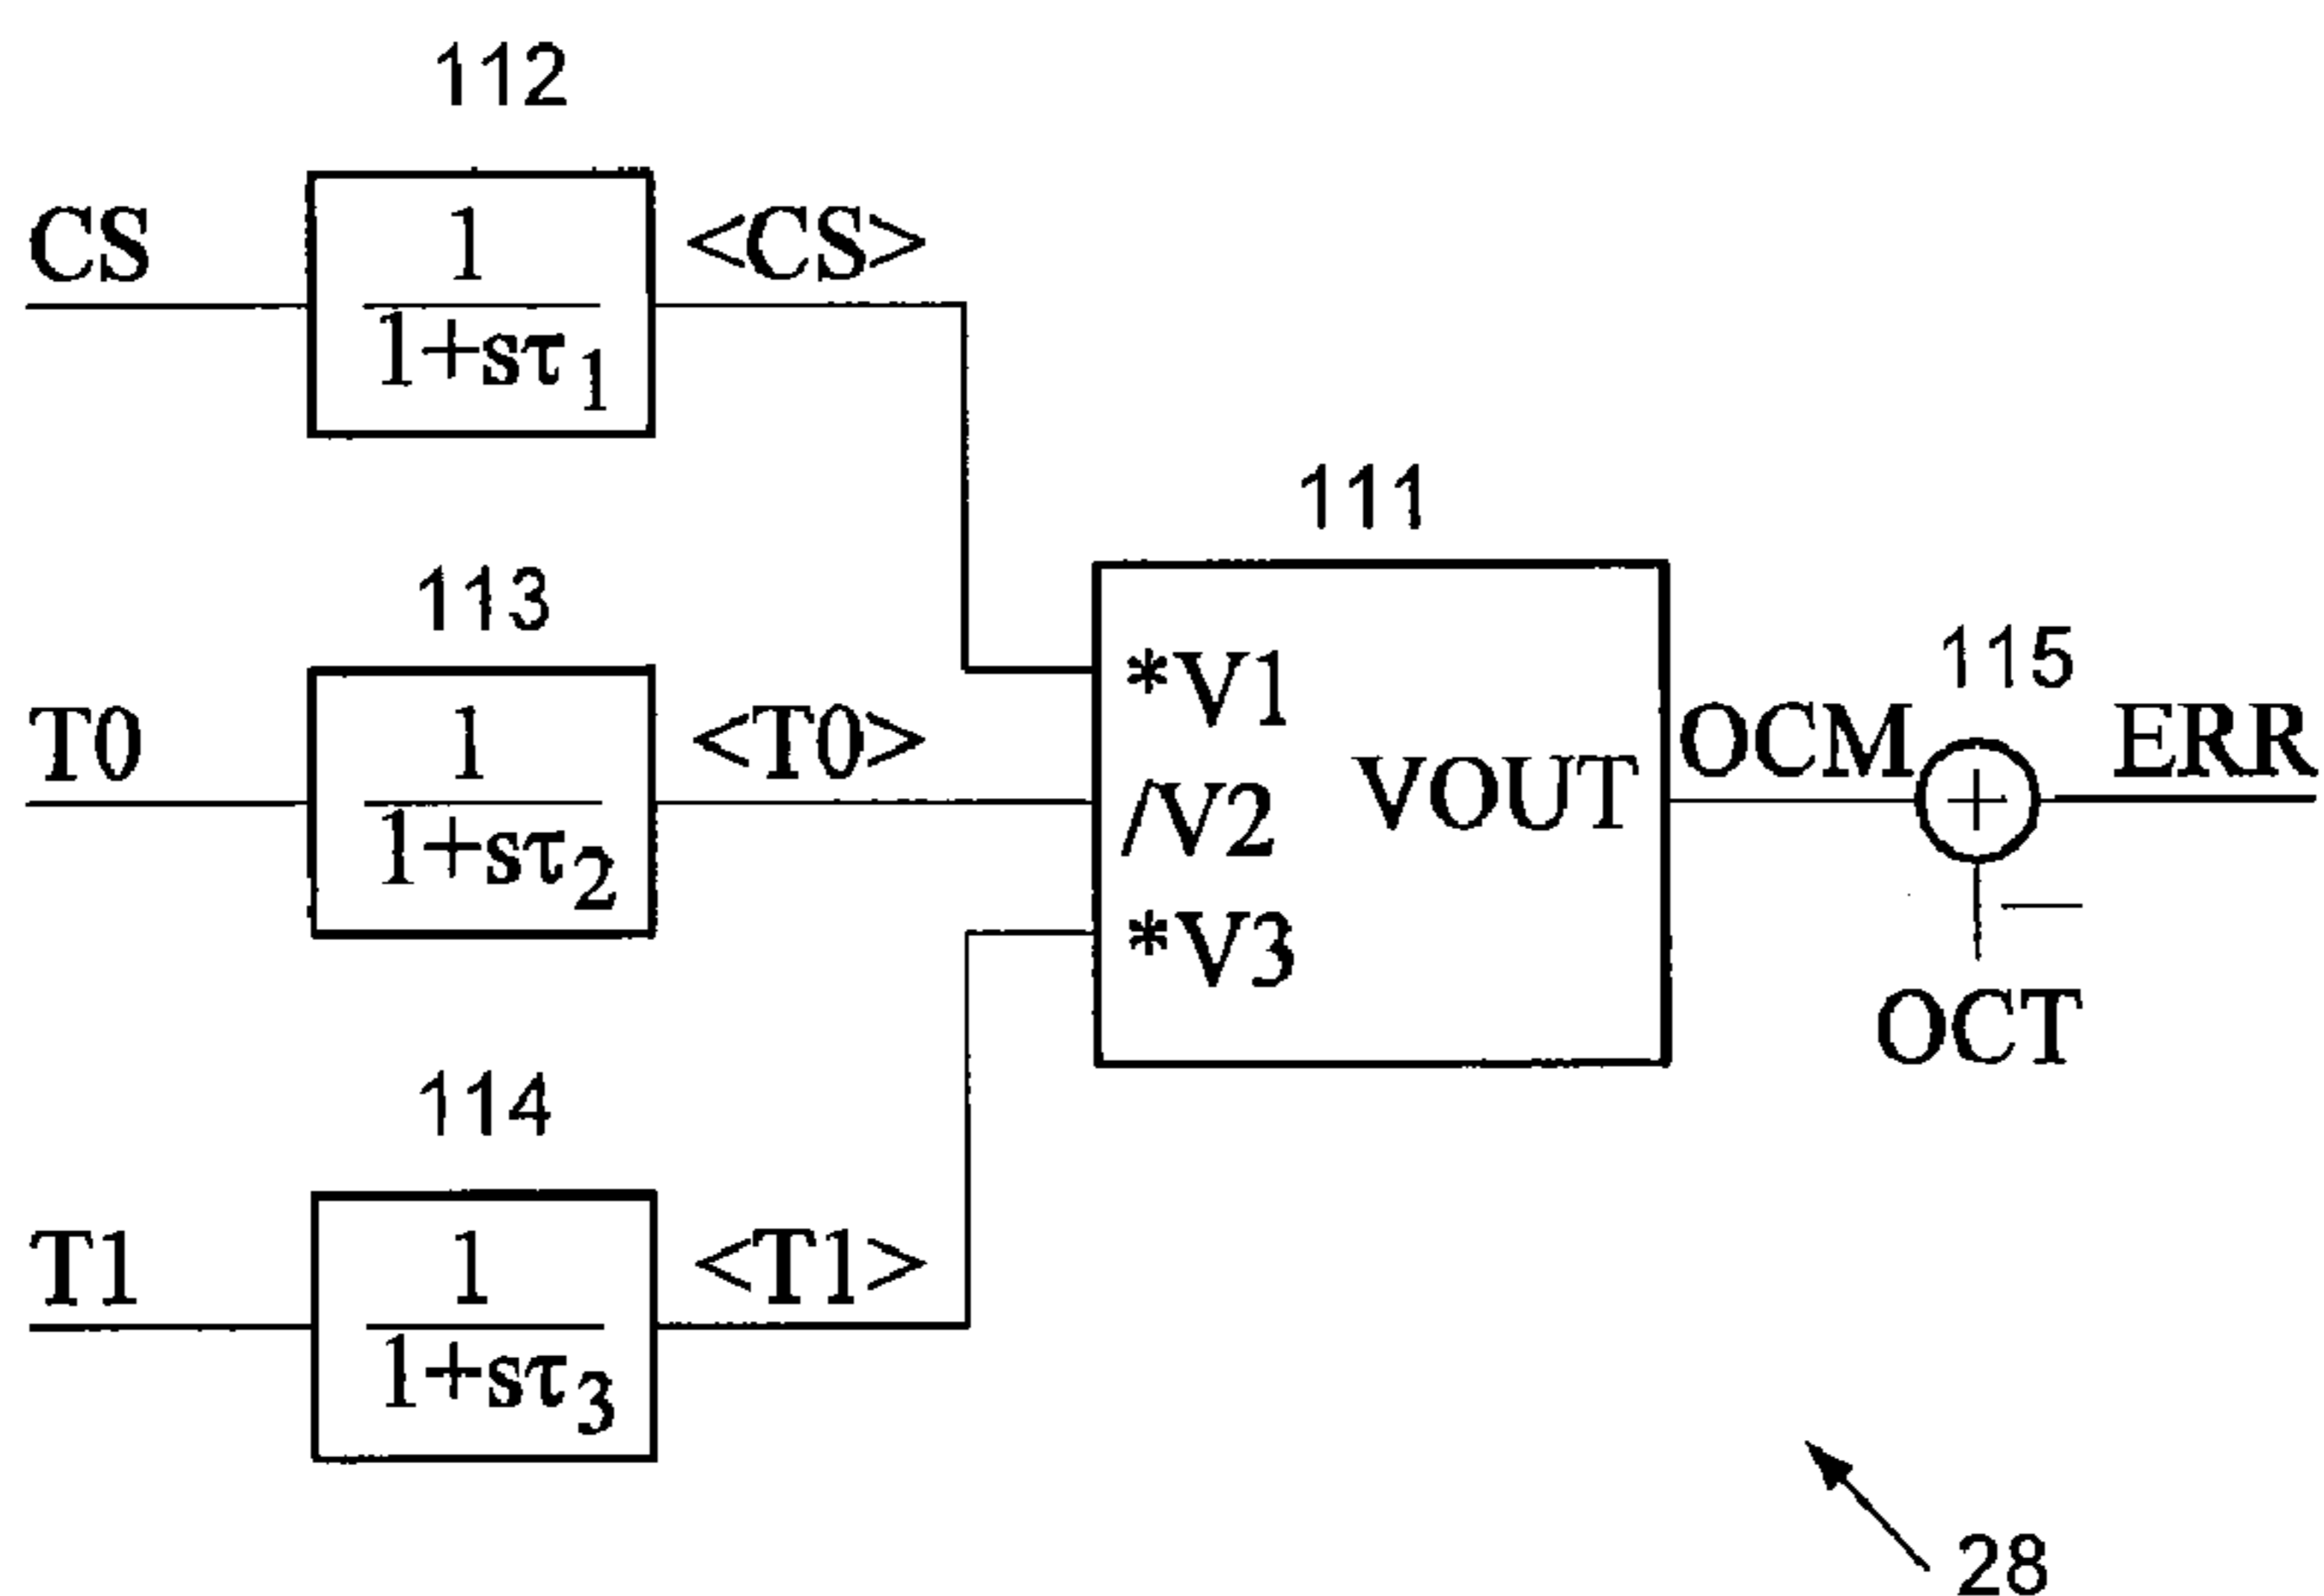 112
CS
1
1+sτ1
<CS>
111
113
T0
1
1+sτ2
<T0>
*V1
/V2
*V3
VOUT
OCM
115
ERR
—
OCT
114
T1
1
1+sτ3
<T1>
28